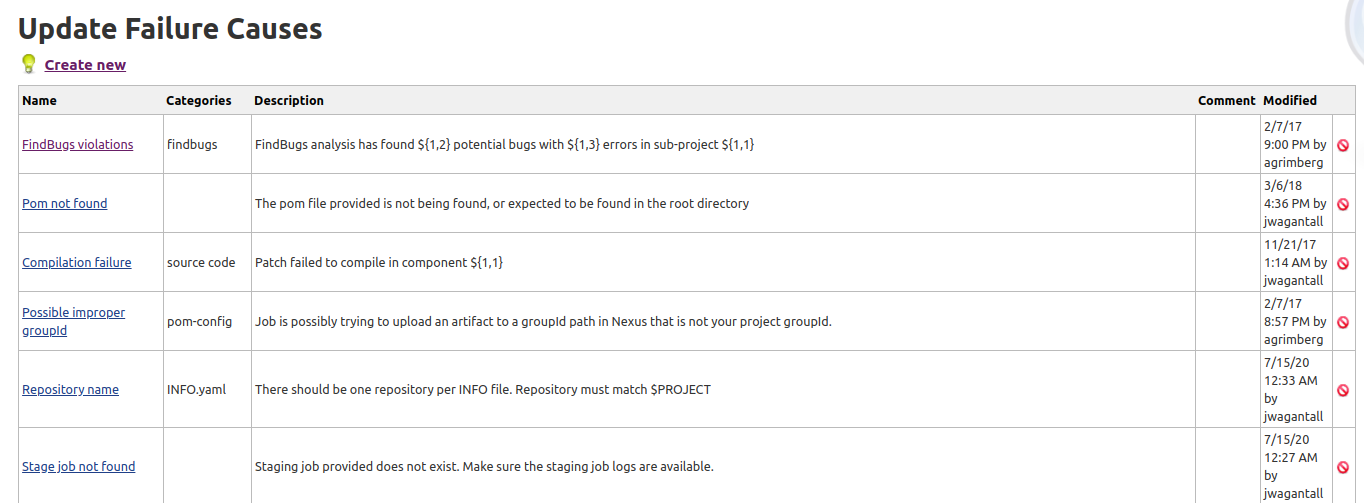 Update Failure Causes
Create new
Name Categories Description Comment Modified
FindBugs violations findbugs FindBugs analysis has found ${1,2} potential bugs with ${1,3} errors in sub-project ${1,1} 2/7/17
9:00 PM by
agrimberg
Pom not found The pom file provided is not being found, or expected to be found in the root directory 3/6/18
4:36 PM by
jwagantall
Compilation failure source code Patch failed to compile in component ${1,1} 11/21/17
1:14 AM by
jwagantall
Possible improper
groupId pom-config Job is possibly trying to upload an artifact to a groupId path in Nexus that is not your project groupId. 2/7/17
8:57 PM by
agrimberg
Repository name INFO.yaml There should be one repository per INFO file. Repository must match $PROJECT 7/15/20
12:33 AM
by
jwagantall
Stage job not found Staging job provided does not exist. Make sure the staging job logs are available. 7/15/20
12:27 AM
by
jwagantall